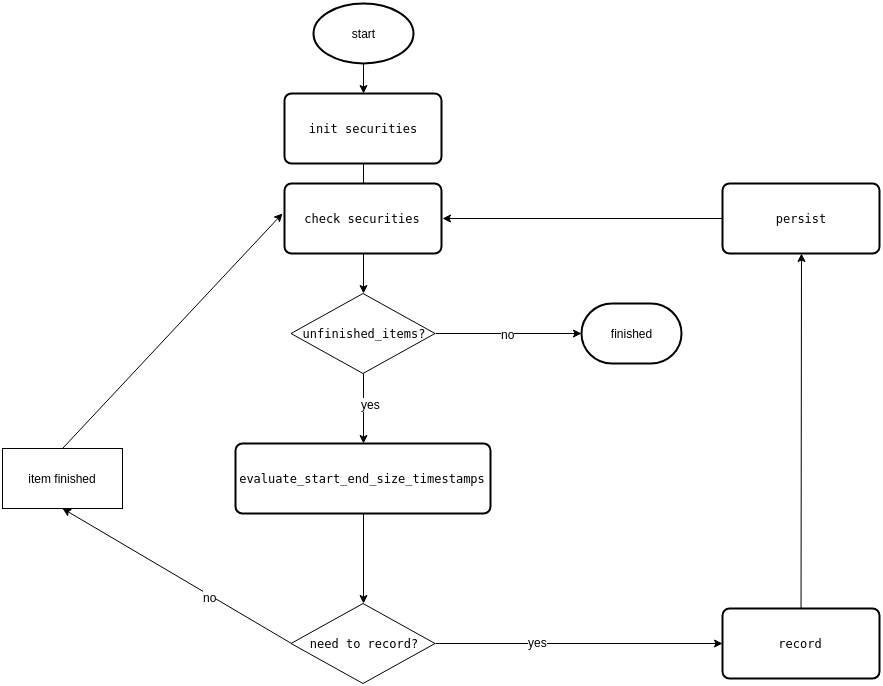 start
init securities
check securities
persist
unfinished_items?
no
finished
yes
evaluate_start_end_size_timestamps
item finished
no
need to record?
yes
record